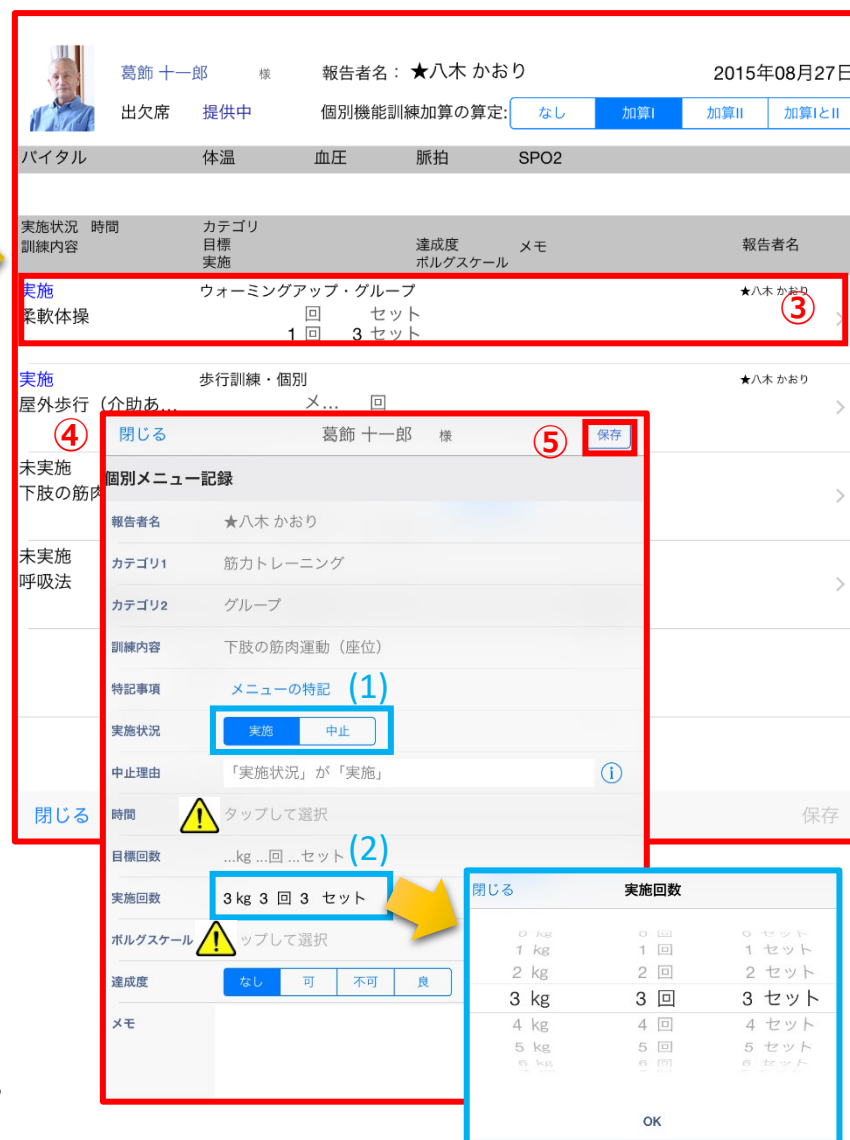 葛飾 十一郎 様 報告者名：★八木 かおり 2015年08月27日
出欠席 提供中 個別機能訓練加算の算定: なし 加算I 加算II 加算IとII
バイタル 体温 血圧 脈拍 SPO2
実施状況 時間 カテゴリ
訓練内容 目標 達成度 メモ 報告者名
実施 ボルグスケール
実施 ウォーミングアップ・グループ ★八木 かおり
柔軟体操 回 セット ③
1 回 3 セット
実施 歩行訓練・個別 ★八木 かおり
屋外歩行（介助あ... メ... 回
④ 閉じる 葛飾 十一郎 様 ⑤ 保存
未実施
下肢の筋肉
未実施
呼吸法
閉じる 保存
個別メニュー記録
報告者名 ★八木 かおり
カテゴリ1 筋力トレーニング
カテゴリ2 グループ
訓練内容 下肢の筋肉運動（座位）
特記事項 メニューの特記 (1)
実施状況 実施 中止
中止理由 「実施状況」が「実施」
時間 タップして選択
目標回数 ...kg ...回 ...セット (2)
実施回数 3 kg 3 回 3 セット
ボルグスケール ップして選択
達成度 なし 可 不可 良
メモ
閉じる 実施回数
1 kg 1 回 1 セット
2 kg 2 回 2 セット
3 kg 3 回 3 セット
4 kg 4 回 4 セット
5 kg 5 回 5 セット
6 kg 6 回 6 セット
OK